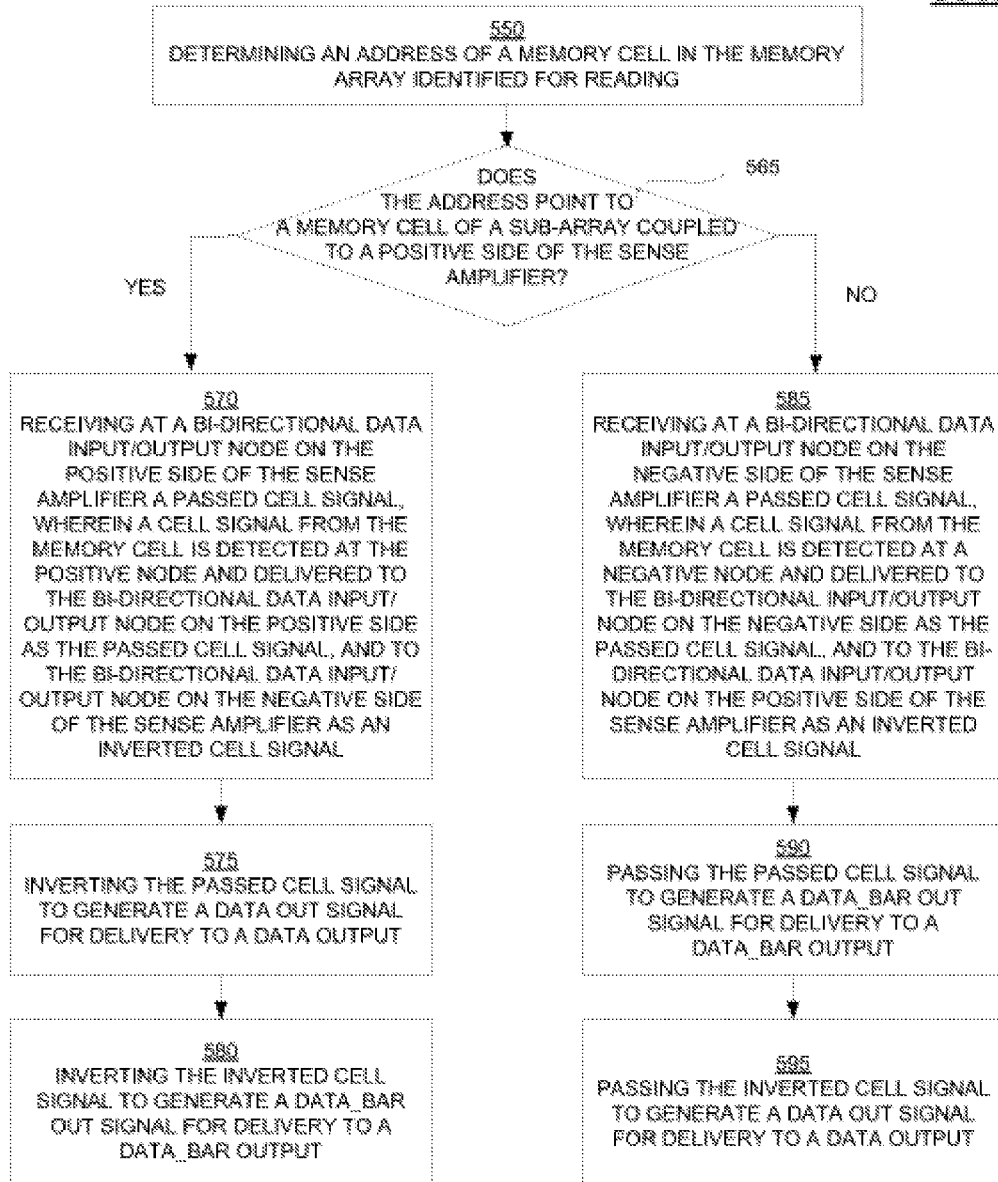 550
DETERMINING AN ADDRESS OF A MEMORY CELL IN THE MEMORY
ARRAY IDENTIFIED FOR READING
565
DOES
THE ADDRESS POINT TO
A MEMORY CELL OF A SUB-ARRAY COUPLED
TO A POSITIVE SIDE OF THE SENSE
AMPLIFIER?
YES
NO
570
RECEIVING AT A BI-DIRECTIONAL DATA
INPUT/OUTPUT NODE ON THE
POSITIVE SIDE OF THE SENSE
AMPLIFIER A PASSED CELL SIGNAL,
WHEREIN A CELL SIGNAL FROM THE
MEMORY CELL IS DETECTED AT THE
POSITIVE NODE AND DELIVERED TO
THE BI-DIRECTIONAL DATA INPUT/
OUTPUT NODE ON THE POSITIVE SIDE
AS THE PASSED CELL SIGNAL, AND TO
THE BI-DIRECTIONAL DATA INPUT/
OUTPUT NODE ON THE NEGATIVE SIDE
OF THE SENSE AMPLIFIER AS AN
INVERTED CELL SIGNAL
585
RECEIVING AT A BI-DIRECTIONAL DATA
INPUT/OUTPUT NODE ON THE
NEGATIVE SIDE OF THE SENSE
AMPLIFIER A PASSED CELL SIGNAL,
WHEREIN A CELL SIGNAL FROM THE
MEMORY CELL IS DETECTED AT A
NEGATIVE NODE AND DELIVERED TO
THE BI-DIRECTIONAL INPUT/OUTPUT
NODE ON THE NEGATIVE SIDE AS THE
PASSED CELL SIGNAL, AND TO THE BI-
DIRECTIONAL DATA INPUT/OUTPUT
NODE ON THE POSITIVE SIDE OF THE
SENSE AMPLIFIER AS AN INVERTED
CELL SIGNAL
575
INVERTING THE PASSED CELL SIGNAL
TO GENERATE A DATA OUT SIGNAL
FOR DELIVERY TO A DATA OUTPUT
590
PASSING THE PASSED CELL SIGNAL
TO GENERATE A DATA_BAR OUT
SIGNAL FOR DELIVERY TO A
DATA_BAR OUTPUT
580
INVERTING THE INVERTED CELL
SIGNAL TO GENERATE A DATA_BAR
OUT SIGNAL FOR DELIVERY TO A
DATA_BAR OUTPUT
595
PASSING THE INVERTED CELL SIGNAL
TO GENERATE A DATA OUT SIGNAL
FOR DELIVERY TO A DATA OUTPUT